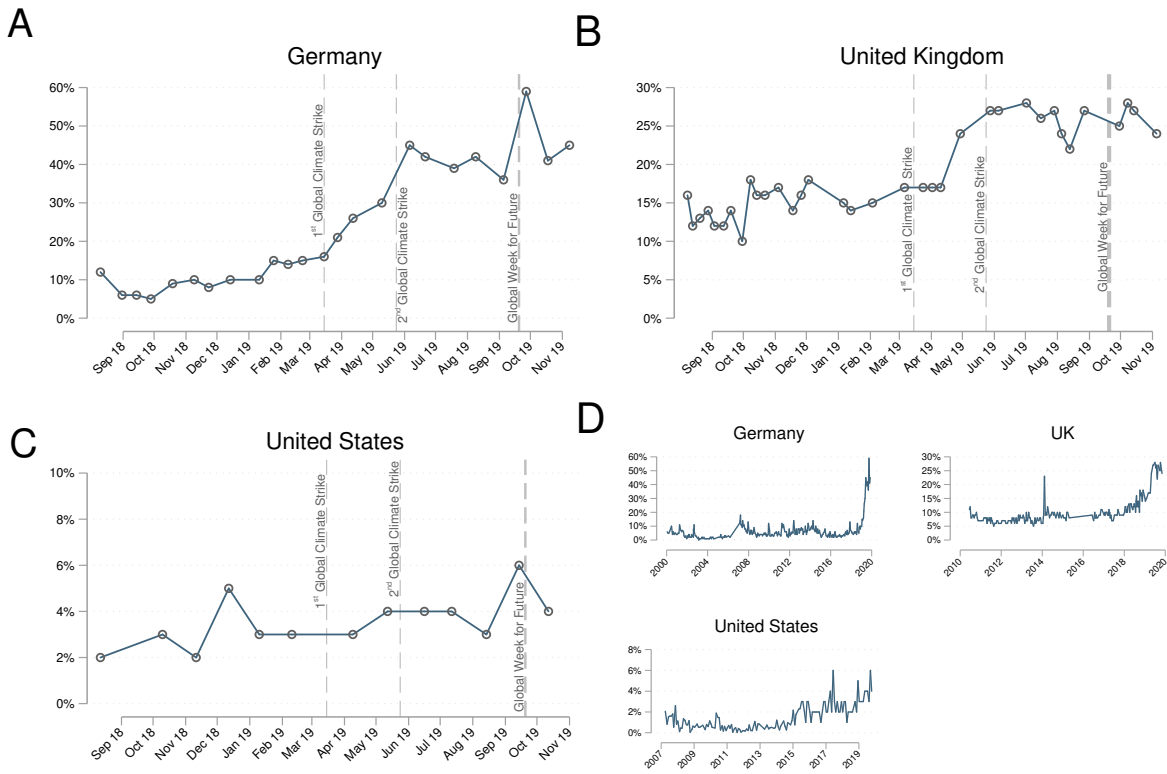 A
Germany
60%
50%
40%
30%
20%
10%
0%
1st Global Climate Strike
2nd Global Climate Strike
Global Week for Future
Sep 18 Oct 18 Nov 18 Dec 18 Jan 19 Feb 19 Mar 19 Apr 19 May 19 Jun 19 Jul 19 Aug 19 Sep 19 Oct 19 Nov 19
B
United Kingdom
30%
25%
20%
15%
10%
5%
0%
1st Global Climate Strike
2nd Global Climate Strike
Global Week for Future
Sep 18 Oct 18 Nov 18 Dec 18 Jan 19 Feb 19 Mar 19 Apr 19 May 19 Jun 19 Jul 19 Aug 19 Sep 19 Oct 19 Nov 19
C
United States
10%
8%
6%
4%
2%
0%
1st Global Climate Strike
2nd Global Climate Strike
Global Week for Future
Sep 18 Oct 18 Nov 18 Dec 18 Jan 19 Feb 19 Mar 19 Apr 19 May 19 Jun 19 Jul 19 Aug 19 Sep 19 Oct 19 Nov 19
D
Germany
60%
50%
40%
30%
20%
10%
0%
2000 2004 2008 2012 2016 2020
UK
30%
25%
20%
15%
10%
5%
0%
2010 2012 2014 2016 2018 2020
United States
8%
6%
4%
2%
0%
2007 2009 2011 2013 2015 2017 2019